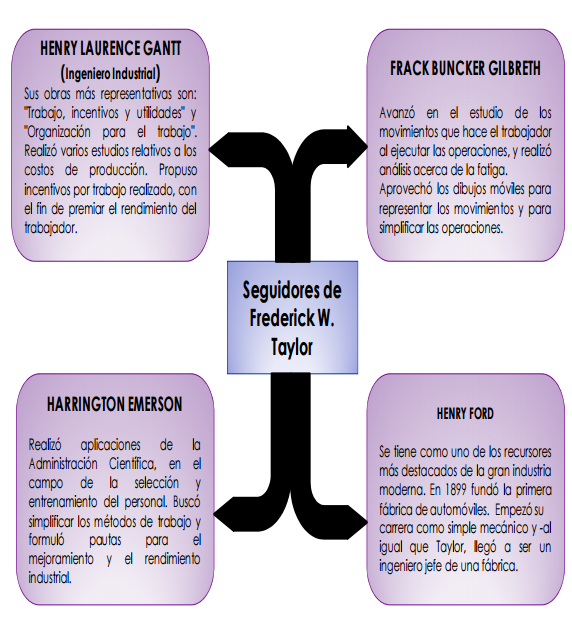 HENRY LAURENCE GANTT
(Ingeniero Industrial)
Sus obras más representativas son:
"Trabajo, incentivos y utilidades" y
"Organización para el trabajo".
Realizó varios estudios relativos a los
costos de producción. Propuso
incentivos por trabajo realizado, con
el fin de premiar el rendimiento del
trabajador.
FRACK BUNCKER GILBRETH
Avanzó en el estudio de los
movimientos que hace el trabajador
al ejecutar las operaciones, y realizó
análisis acerca de la fatiga.
Aprovechó los dibujos móviles para
representar los movimientos y para
simplificar las operaciones.
Seguidores de
Frederick W.
Taylor
HARRINGTON EMERSON
Realizó aplicaciones de la
Administración Científica, en el
campo de la selección y
entrenamiento del personal. Buscó
simplificar los métodos de trabajo y
formuló pautas para el
mejoramiento y el rendimiento
industrial.
HENRY FORD
Se tiene como uno de los recursores
más destacados de la gran industria
moderna. En 1899 fundó la primera
fábrica de automóviles. Empezó su
carrera como simple mecánico y -al
igual que Taylor, llegó a ser un
ingeniero jefe de una fábrica.